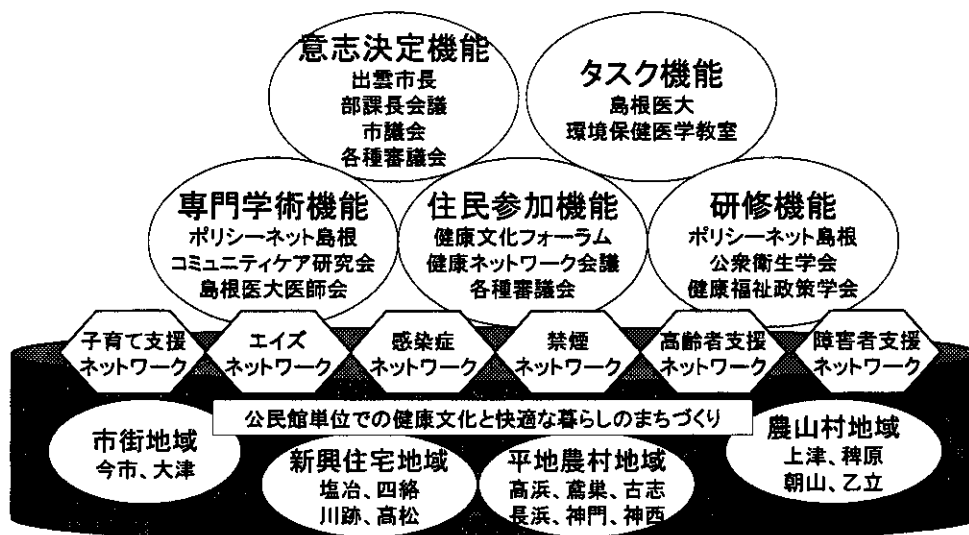 意志決定機能
出雲市長
部課長会議
市議会
各種審議会
タスク機能
島根医大
環境保健医学教室
専門学術機能
ポリシーネット島根
コミュニティケア研究会
島根医大医師会
住民参加機能
健康文化フォーラム
健康ネットワーク会議
各種審議会
研修機能
ポリシーネット島根
公衆衛生学会
健康福祉政策学会
子育て支援
ネットワーク
エイズ
ネットワーク
感染症
ネットワーク
禁煙
ネットワーク
高齢者支援
ネットワーク
障害者支援
ネットワーク
公民館単位での健康文化と快適な暮らしのまちづくり
市街地域
今市、大津
新興住宅地域
塩冶、四絡
川跡、高松
平地農村地域
高浜、鳶巣、古志
長浜、神門、神西
農山村地域
上津、稗原
朝山、乙立